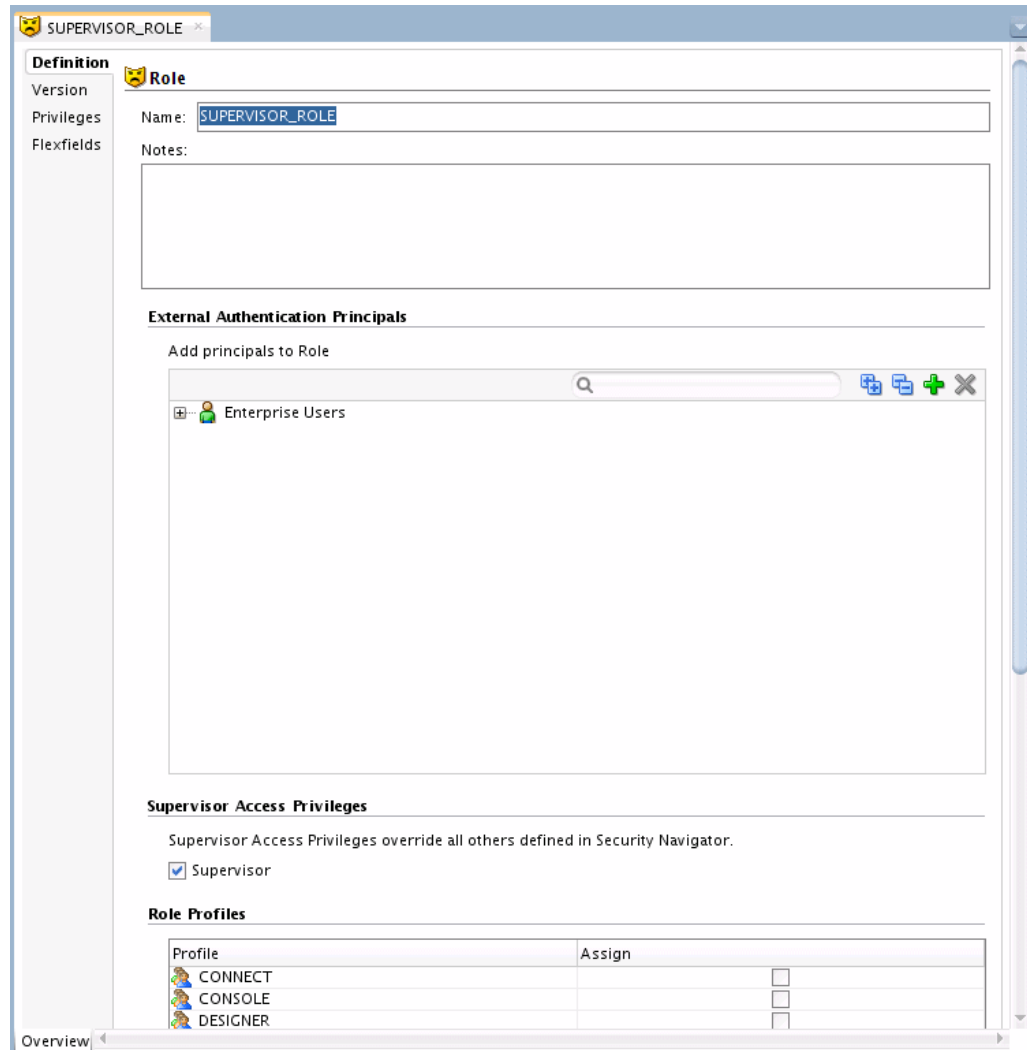 SUPERVISOR_ROLE
Definition
Version
Privileges
Flexfields
Role
Name: SUPERVISOR_ROLE
Notes:
External Authentication Principals
Add principals to Role
Enterprise Users
Supervisor Access Privileges
Supervisor Access Privileges override all others defined in Security Navigator.
Supervisor
Role Profiles
Profile Assign
CONNECT
CONSOLE
DESIGNER
Overview